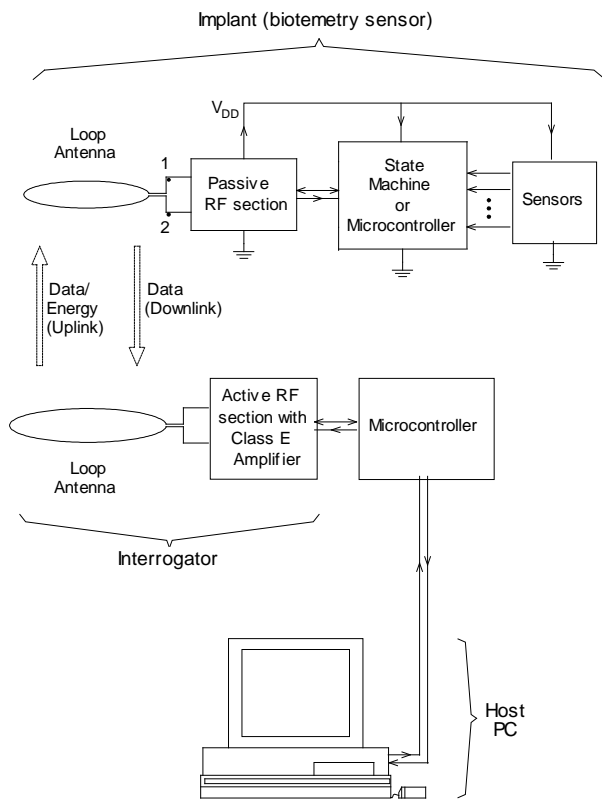 Implant (biotemetry sensor)
V_DD
Loop
Antenna
1
2
Passive
RF section
State
Machine
or
Microcontroller
Sensors
Data/
Energy
(Uplink)
Data
(Downlink)
Active RF
section with
Class E
Amplifier
Microcontroller
Loop
Antenna
Interrogator
Host
PC